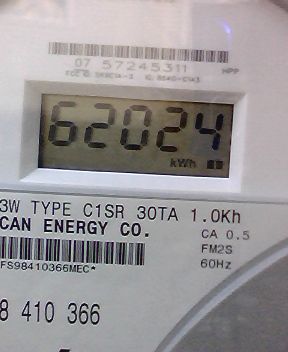 07 57245311
HPP
62024
kWh
3W TYPE C1SR 30TA 1.0Kh
CAN ENERGY CO.
CA 0.5
FM2S
60Hz
FS98410366MEC*
8 410 366